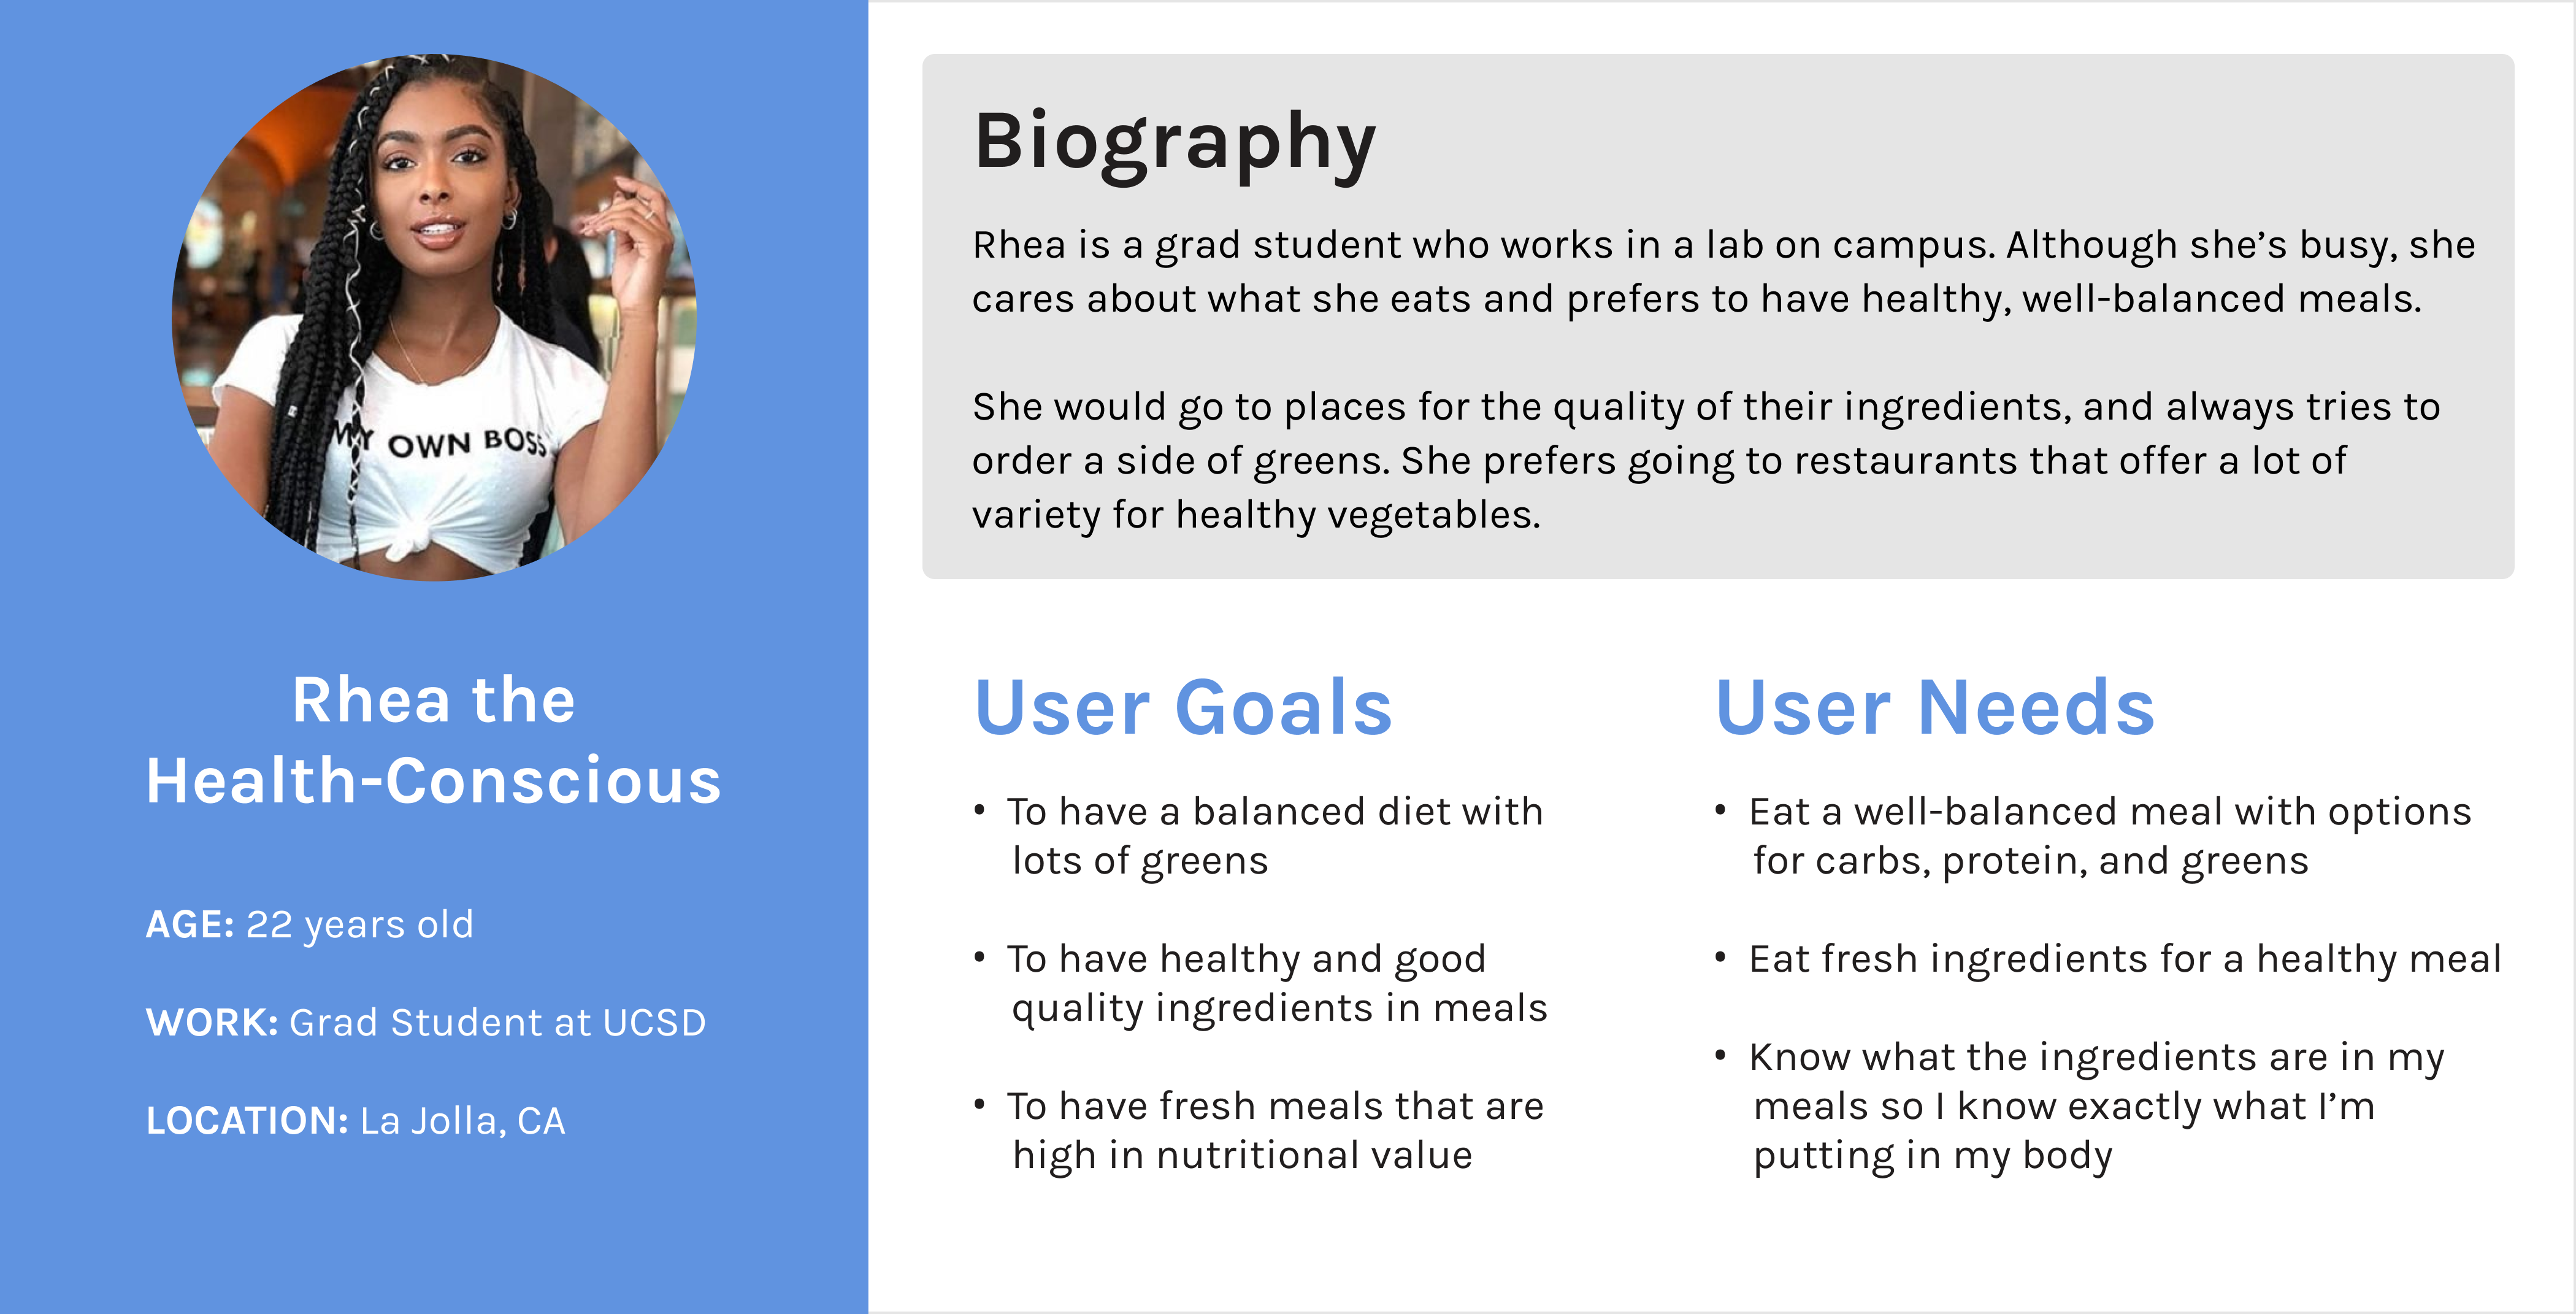 MY OWN BOSS
Rhea the
Health-Conscious
AGE: 22 years old
WORK: Grad Student at UCSD
LOCATION: La Jolla, CA
Biography
Rhea is a grad student who works in a lab on campus. Although she’s busy, she
cares about what she eats and prefers to have healthy, well-balanced meals.
She would go to places for the quality of their ingredients, and always tries to
order a side of greens. She prefers going to restaurants that offer a lot of
variety for healthy vegetables.
User Goals
• To have a balanced diet with
lots of greens
• To have healthy and good
quality ingredients in meals
• To have fresh meals that are
high in nutritional value
User Needs
• Eat a well-balanced meal with options
for carbs, protein, and greens
• Eat fresh ingredients for a healthy meal
• Know what the ingredients are in my
meals so I know exactly what I’m
putting in my body